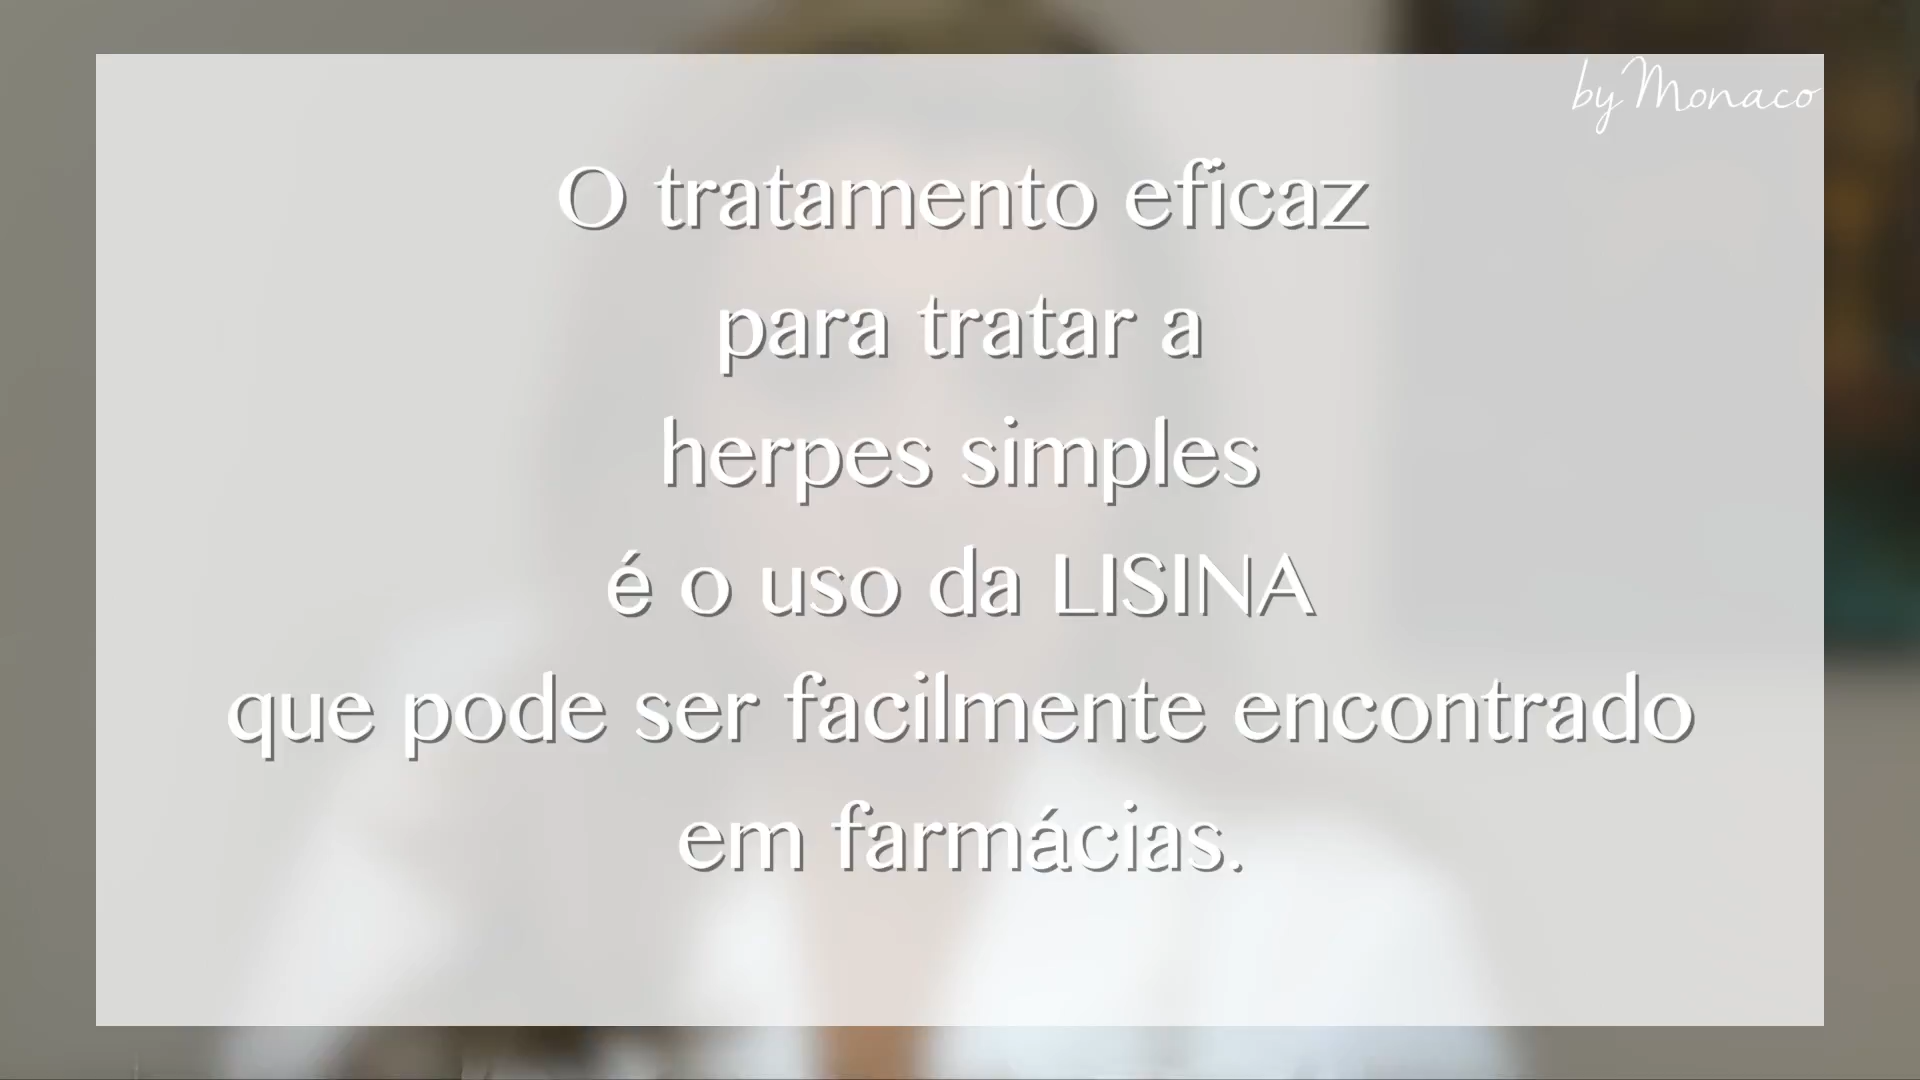 by Monaco
O tratamento eficaz
para tratar a
herpes simples
é o uso da LISINA
que pode ser facilmente encontrado
em farmácias.